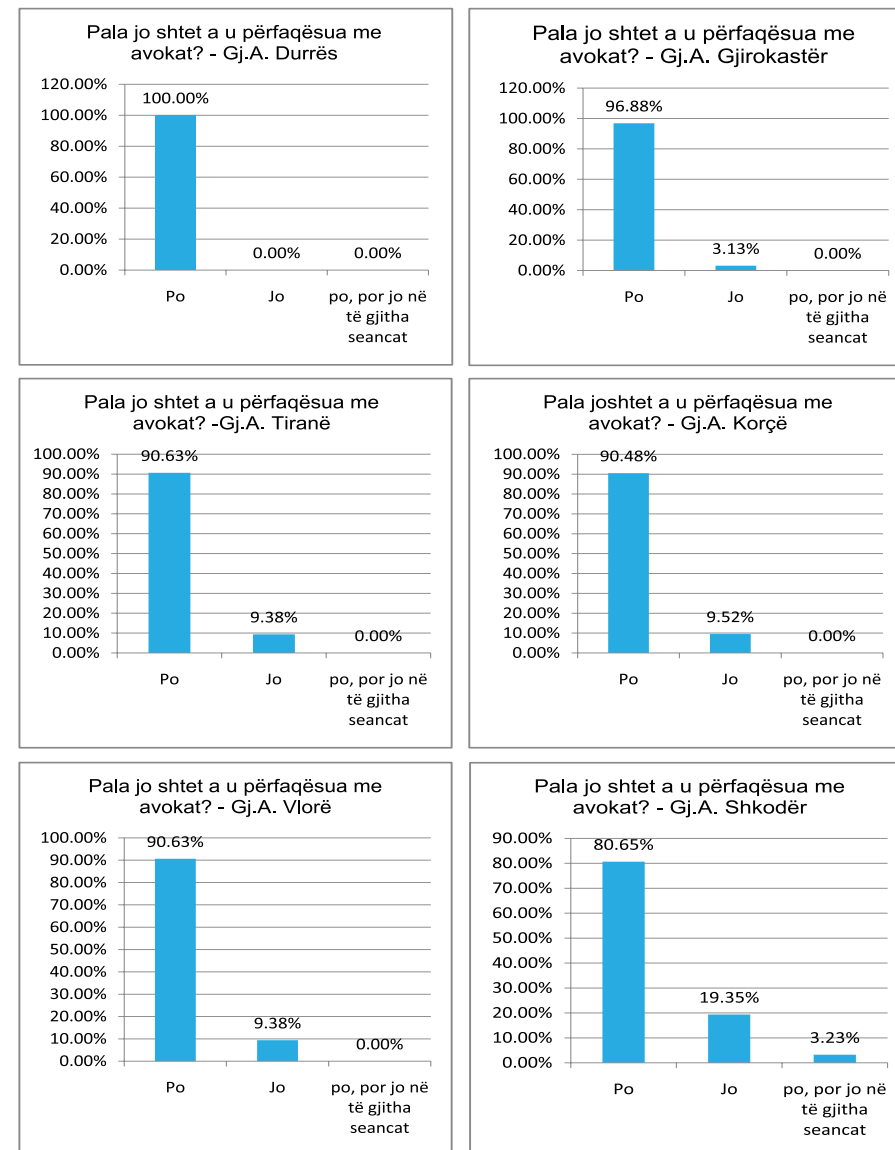 Pala jo shtet a u përfaqësua me
avokat? - Gj.A. Durrës
120.00%
100.00%
80.00%
60.00%
40.00%
20.00%
0.00%
100.00%
0.00%
0.00%
Po
Jo
po, por jo në
të gjitha
seancat
Pala jo shtet a u përfaqësua me
avokat? - Gj.A. Gjirokastër
120.00%
100.00%
80.00%
60.00%
40.00%
20.00%
0.00%
96.88%
3.13%
0.00%
Po
Jo
po, por jo në
të gjitha
seancat
Pala jo shtet a u përfaqësua me
avokat? -Gj.A. Tiranë
100.00%
90.00%
80.00%
70.00%
60.00%
50.00%
40.00%
30.00%
20.00%
10.00%
0.00%
90.63%
9.38%
0.00%
Po
Jo
po, por jo në
të gjitha
seancat
Pala joshtet a u përfaqësua me
avokat? - Gj.A. Korçë
100.00%
90.00%
80.00%
70.00%
60.00%
50.00%
40.00%
30.00%
20.00%
10.00%
0.00%
90.48%
9.52%
0.00%
Po
Jo
po, por jo në
të gjitha
seancat
Pala jo shtet a u përfaqësua me
avokat? - Gj.A. Vlorë
100.00%
90.00%
80.00%
70.00%
60.00%
50.00%
40.00%
30.00%
20.00%
10.00%
0.00%
90.63%
9.38%
0.00%
Po
Jo
po, por jo në
të gjitha
seancat
Pala jo shtet a u përfaqësua me
avokat? - Gj.A. Shkodër
90.00%
80.00%
70.00%
60.00%
50.00%
40.00%
30.00%
20.00%
10.00%
0.00%
80.65%
19.35%
3.23%
Po
Jo
po, por jo në
të gjitha
seancat